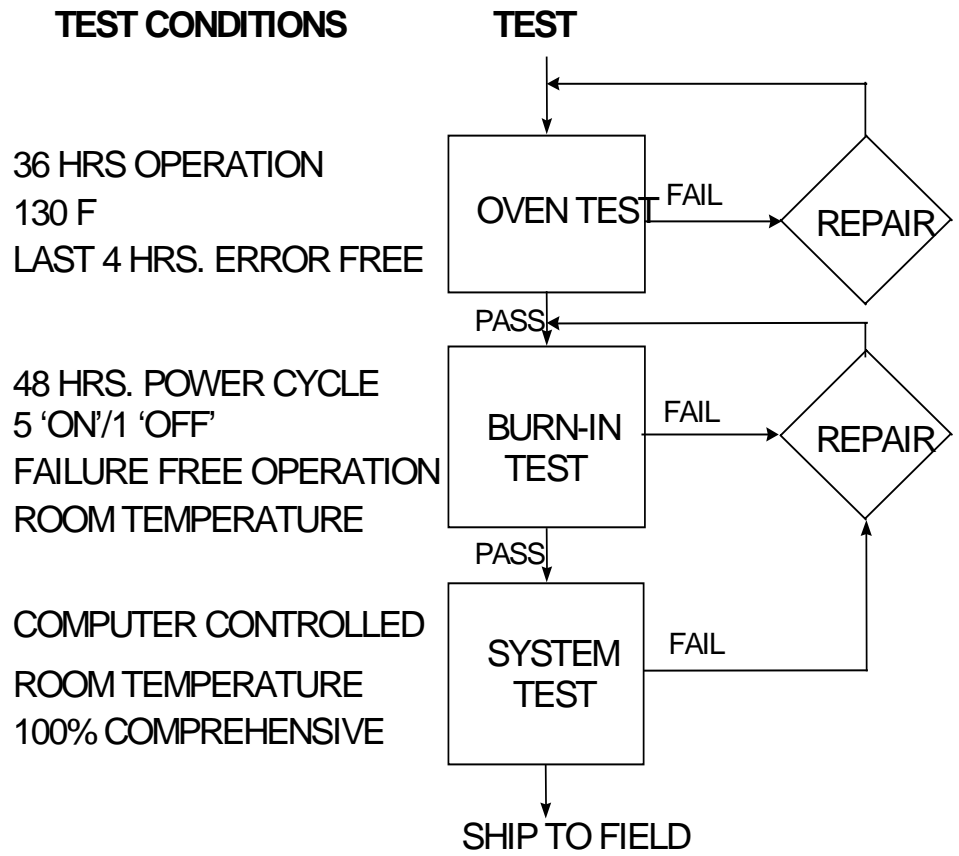 TEST CONDITIONS
TEST
36 HRS OPERATION
130 F
LAST 4 HRS. ERROR FREE
OVEN TEST
FAIL
REPAIR
PASS
48 HRS. POWER CYCLE
5 ‘ON’/1 ‘OFF’
FAILURE FREE OPERATION
ROOM TEMPERATURE
BURN-IN
TEST
FAIL
REPAIR
PASS
COMPUTER CONTROLLED
ROOM TEMPERATURE
100% COMPREHENSIVE
SYSTEM
TEST
FAIL
SHIP TO FIELD